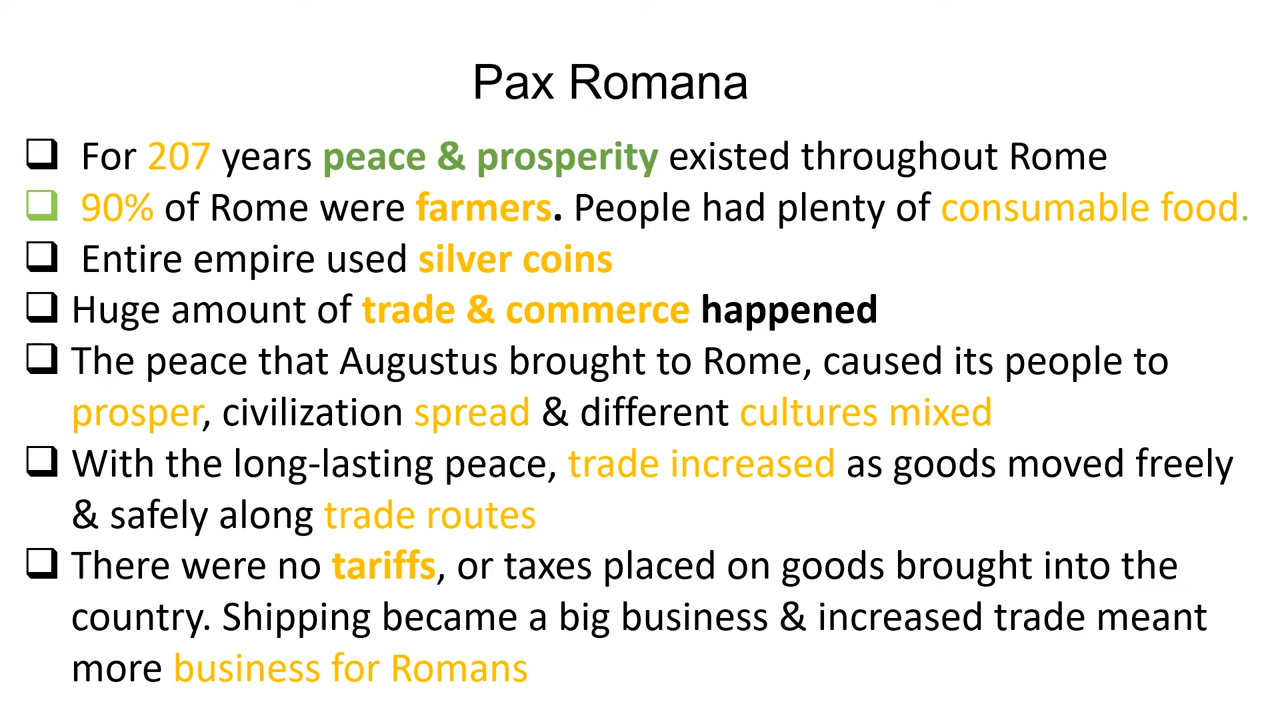 Pax Romana
For 207 years peace & prosperity existed throughout Rome
90% of Rome were farmers. People had plenty of consumable food.
Entire empire used silver coins
Huge amount of trade & commerce happened
The peace that Augustus brought to Rome, caused its people to
prosper, civilization spread & different cultures mixed
With the long-lasting peace, trade increased as goods moved freely
& safely along trade routes
There were no tariffs, or taxes placed on goods brought into the
country. Shipping became a big business & increased trade meant
more business for Romans